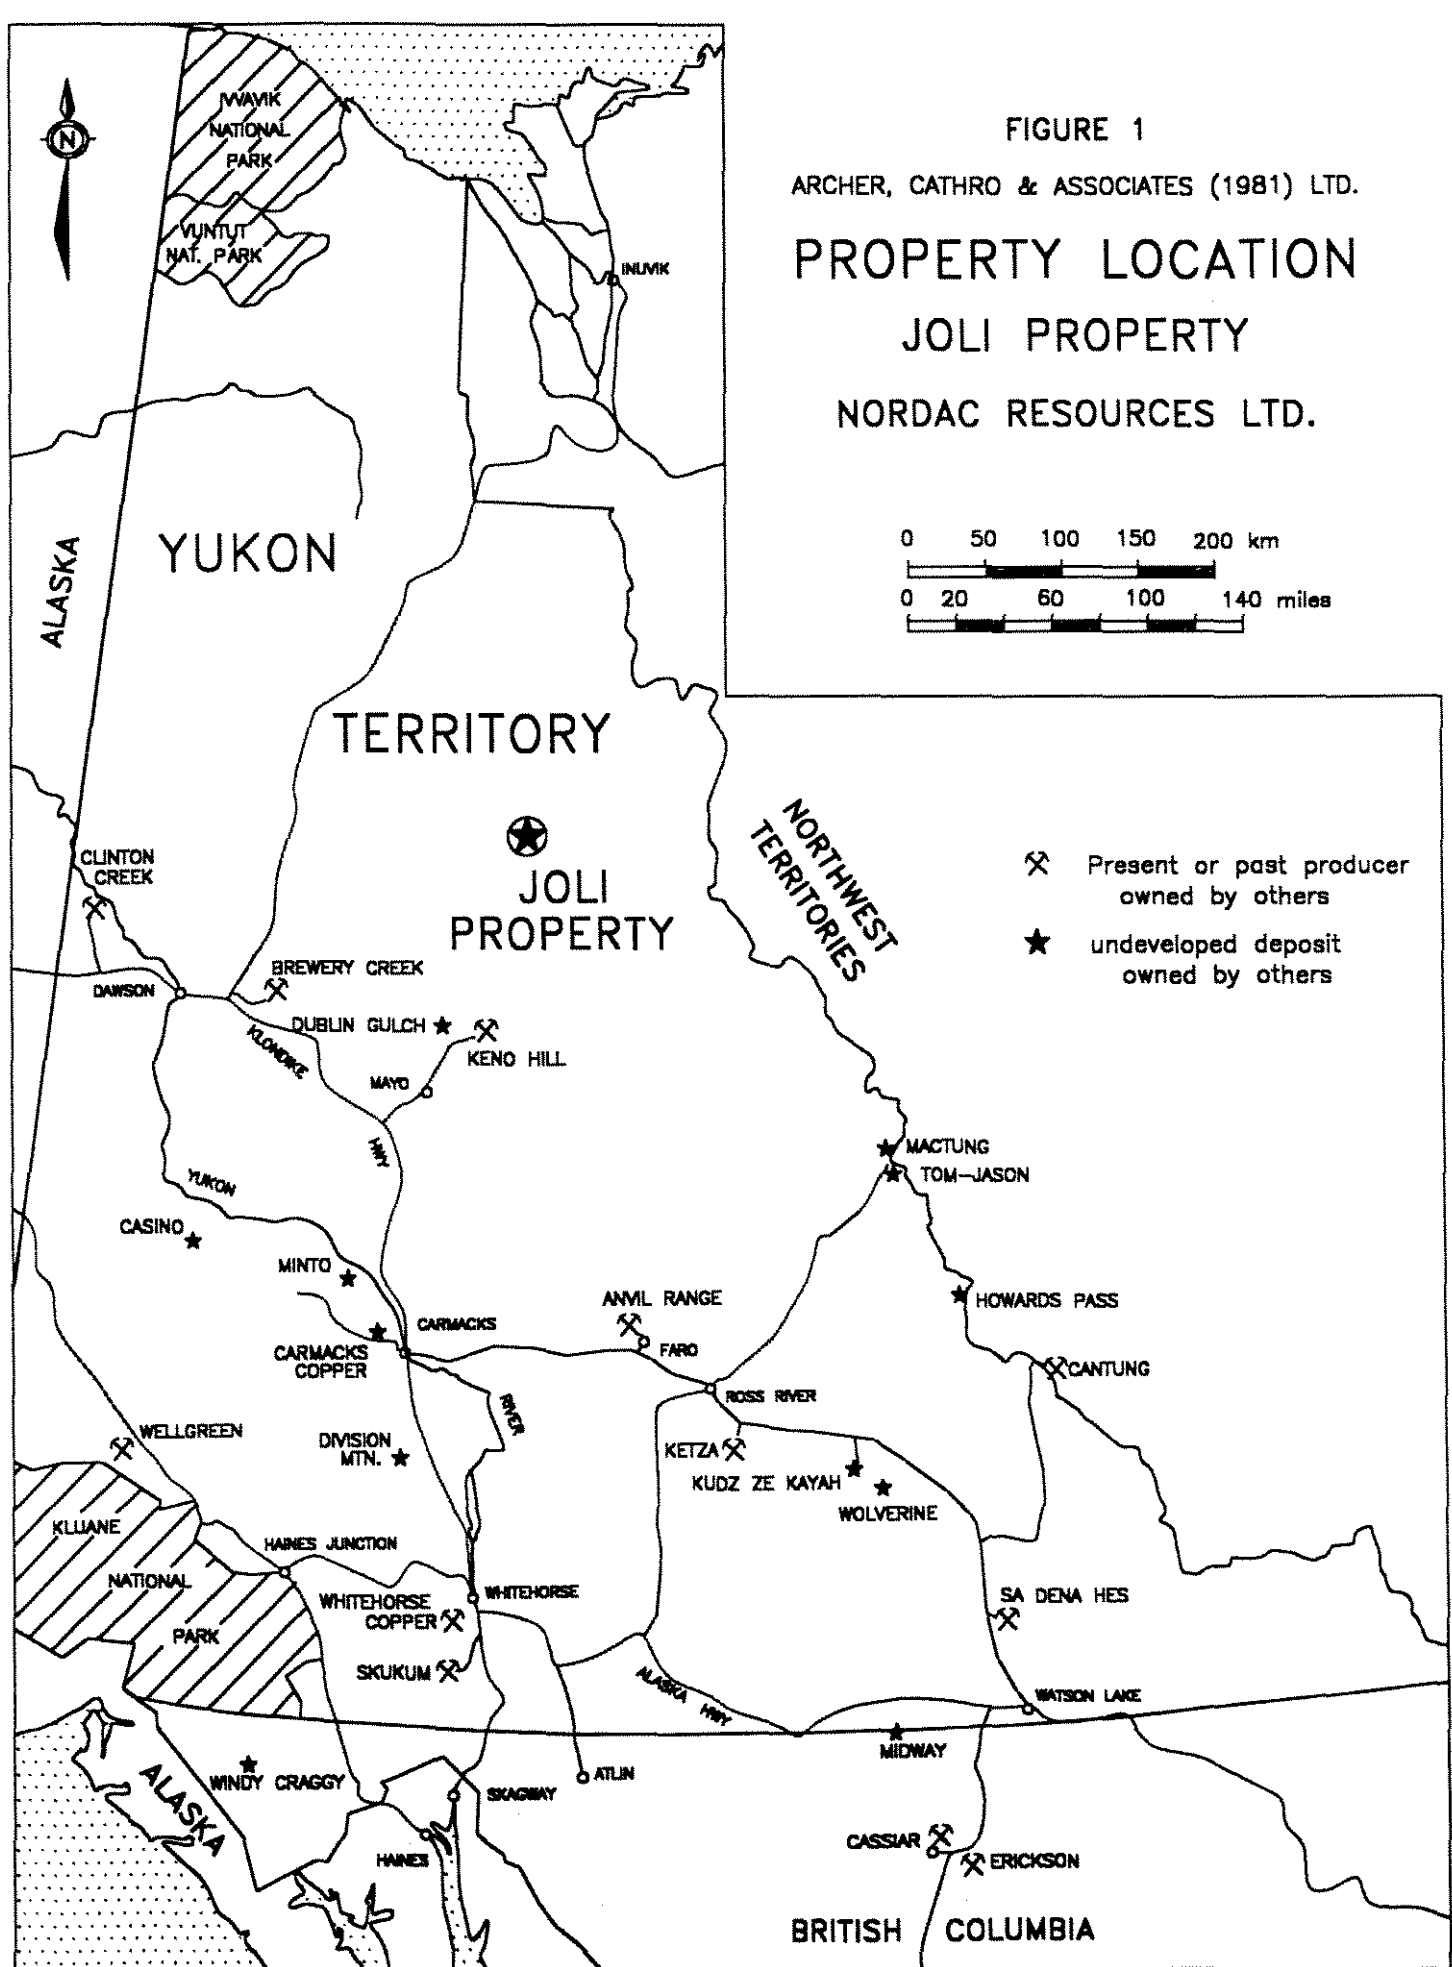 FIGURE 1
ARCHER, CATHRO & ASSOCIATES (1981) LTD.
PROPERTY LOCATION
JOLI PROPERTY
NORDAC RESOURCES LTD.
0 50 100 150 200 km
0 20 60 100 140 miles
N
IVVAVIK
NATIONAL
PARK
VUNTUT
NAT. PARK
INUVIK
ALASKA
YUKON
TERRITORY
JOLI
PROPERTY
NORTHWEST
TERRITORIES
Present or past producer
owned by others
undeveloped deposit
owned by others
CLINTON
CREEK
DAWSON
BREWERY CREEK
DUBLIN GULCH
KENO HILL
KLONDIKE
MAYO
HWY
MACTUNG
TOM-JASON
YUKON
CASINO
MINTO
ANVIL RANGE
HOWARDS PASS
CARMACKS
CARMACKS
COPPER
FARO
CANTUNG
ROSS RIVER
RIVER
WELLGREEN
DIVISION
MTN.
KETZA
KUDZ ZE KAYAH
WOLVERINE
KLUANE
NATIONAL
PARK
HAINES JUNCTION
WHITEHORSE
WHITEHORSE
COPPER
SA DENA HES
SKUKUM
ALASKA HWY
WATSON LAKE
MIDWAY
ALASKA
WINDY CRAGGY
ATLIN
SKAGWAY
HAINES
CASSIAR
ERICKSON
BRITISH COLUMBIA